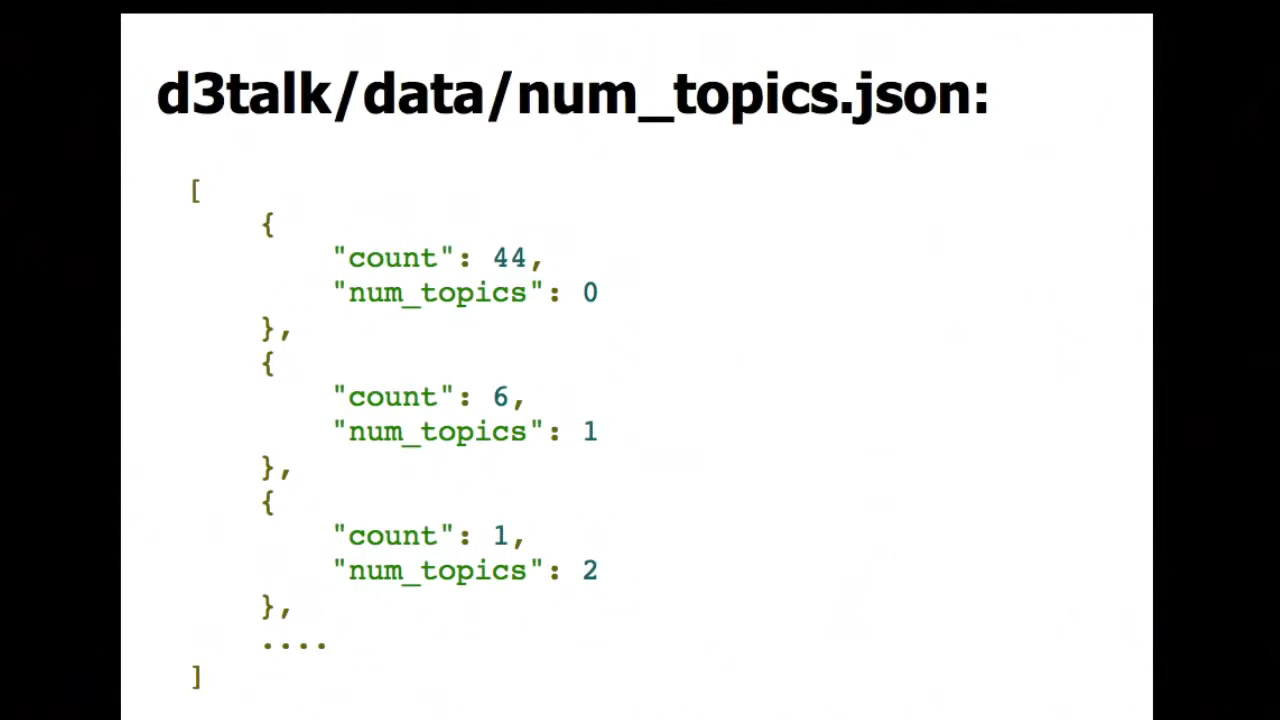 d3talk/data/num_topics.json:
[
{
"count": 44,
"num_topics": 0
},
{
"count": 6,
"num_topics": 1
},
{
"count": 1,
"num_topics": 2
},
....
]